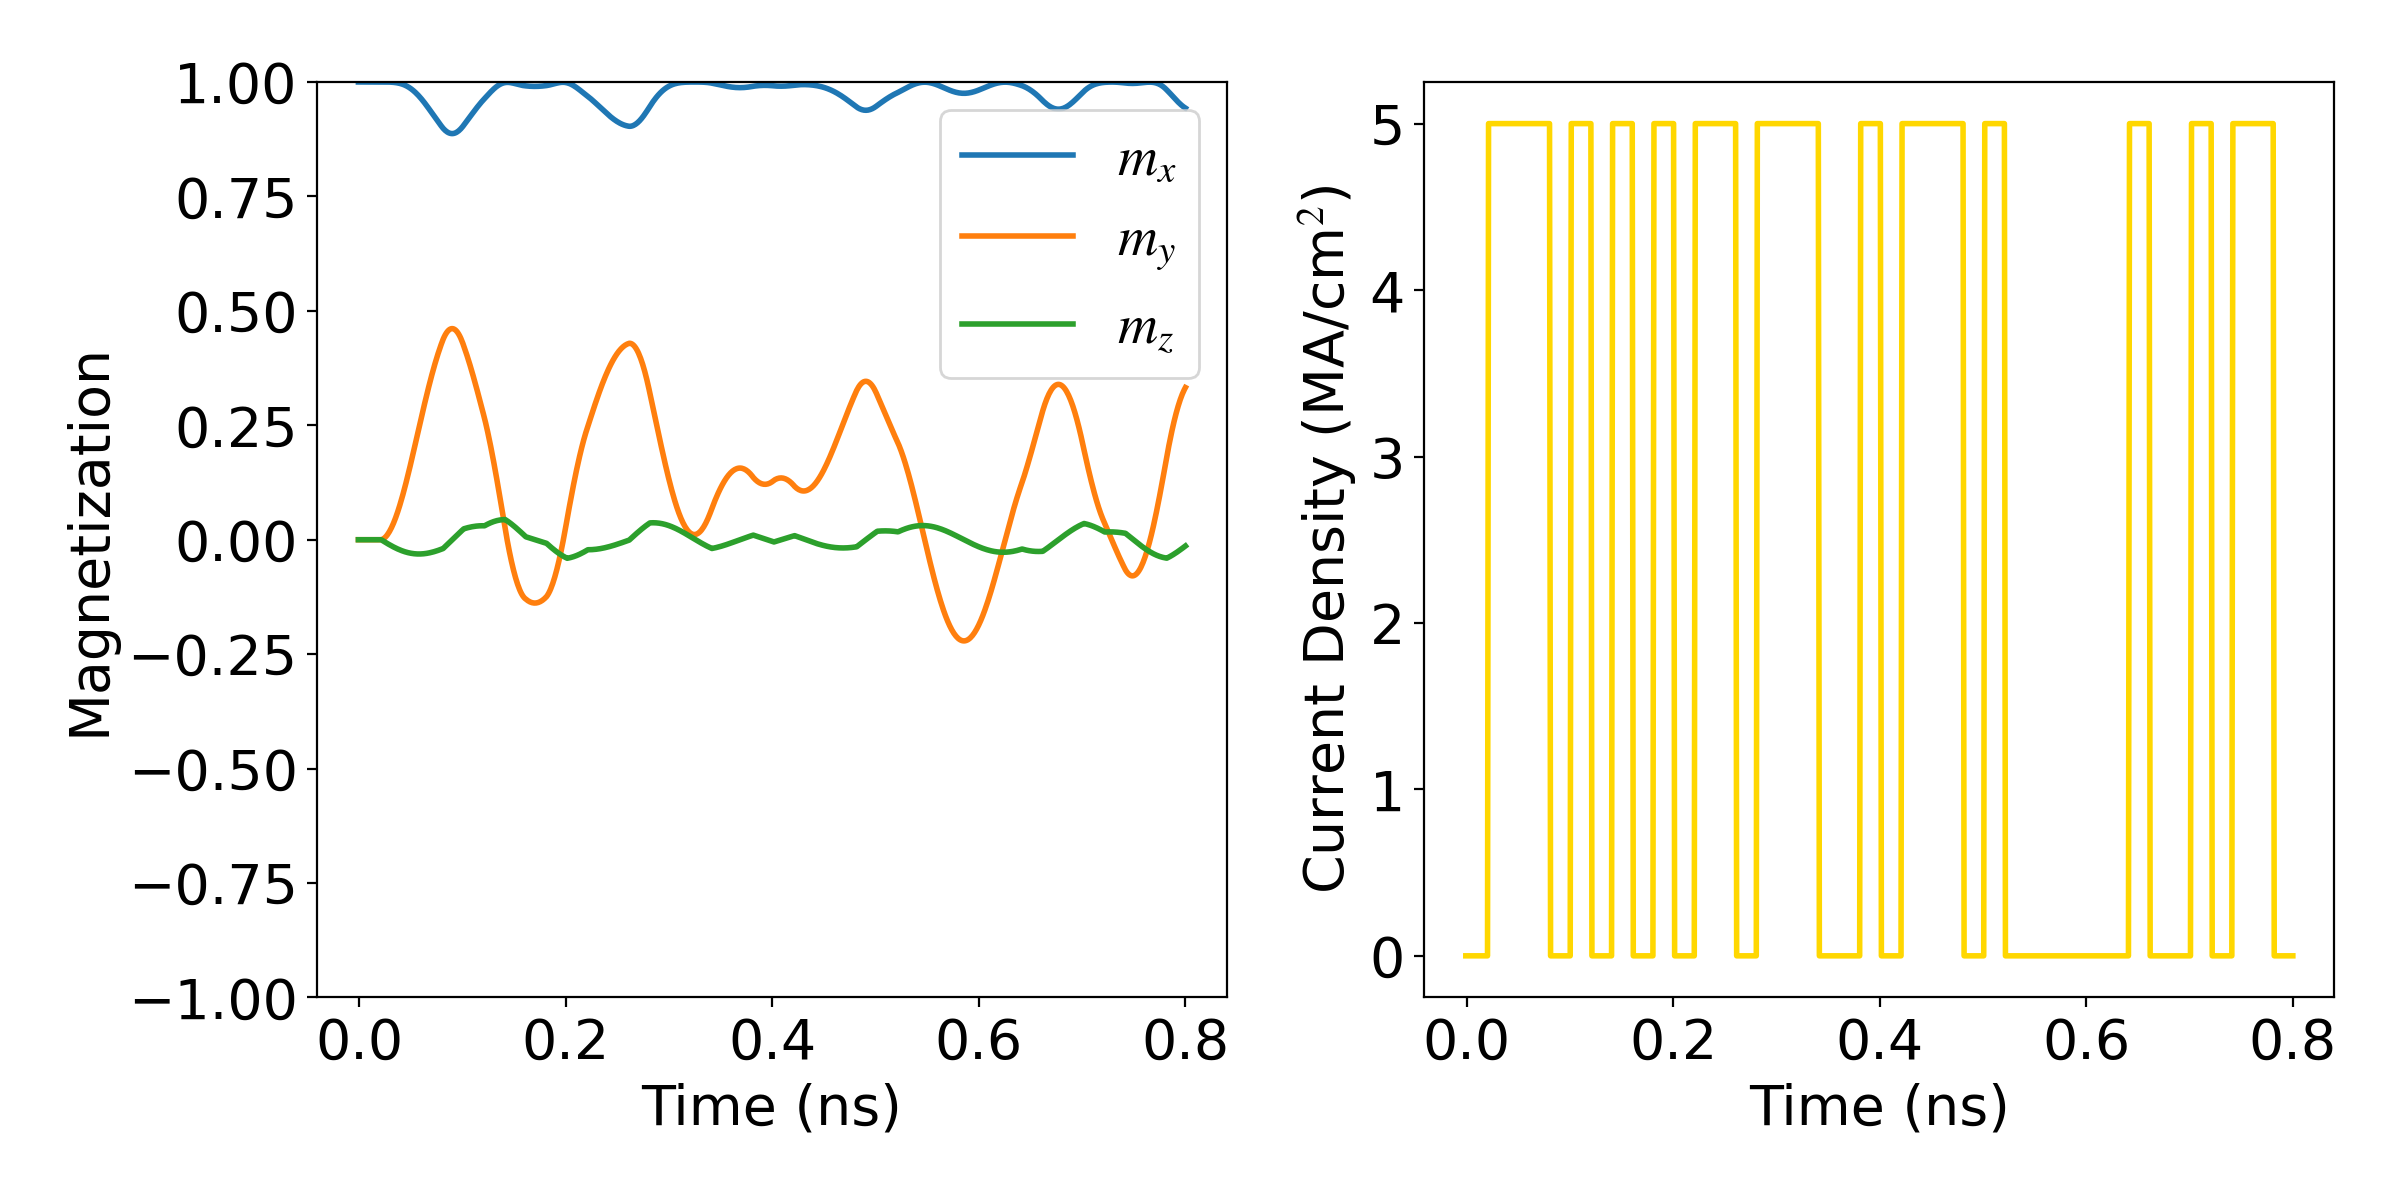 1.00
0.75
0.50
0.25
0.00
−0.25
−0.50
−0.75
−1.00
Magnetization
0.0 0.2 0.4 0.6 0.8
Time (ns)
m_x
m_y
m_z
5
4
3
2
1
0
Current Density (MA/cm²)
0.0 0.2 0.4 0.6 0.8
Time (ns)